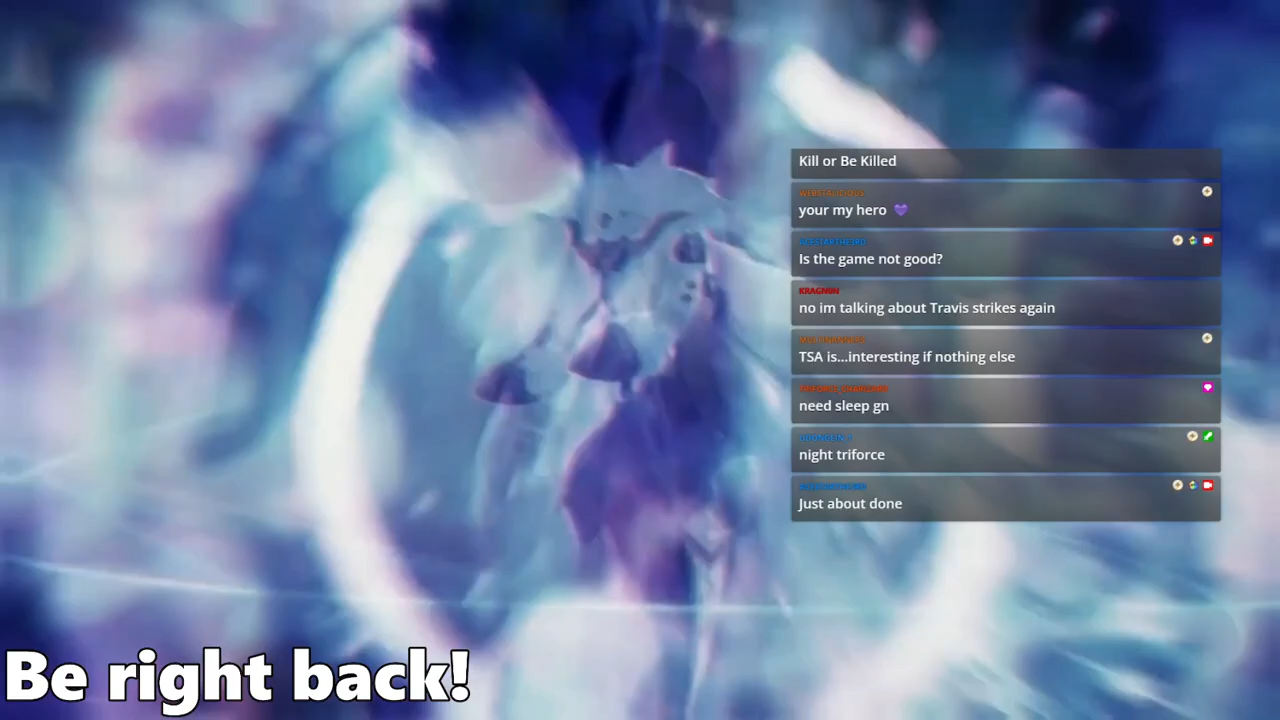 Kill or Be Killed
your my hero 💜
Is the game not good?
KRAGNON
no im talking about Travis strikes again
TSA is...interesting if nothing else
need sleep gn
night triforce
Just about done
Be right back!